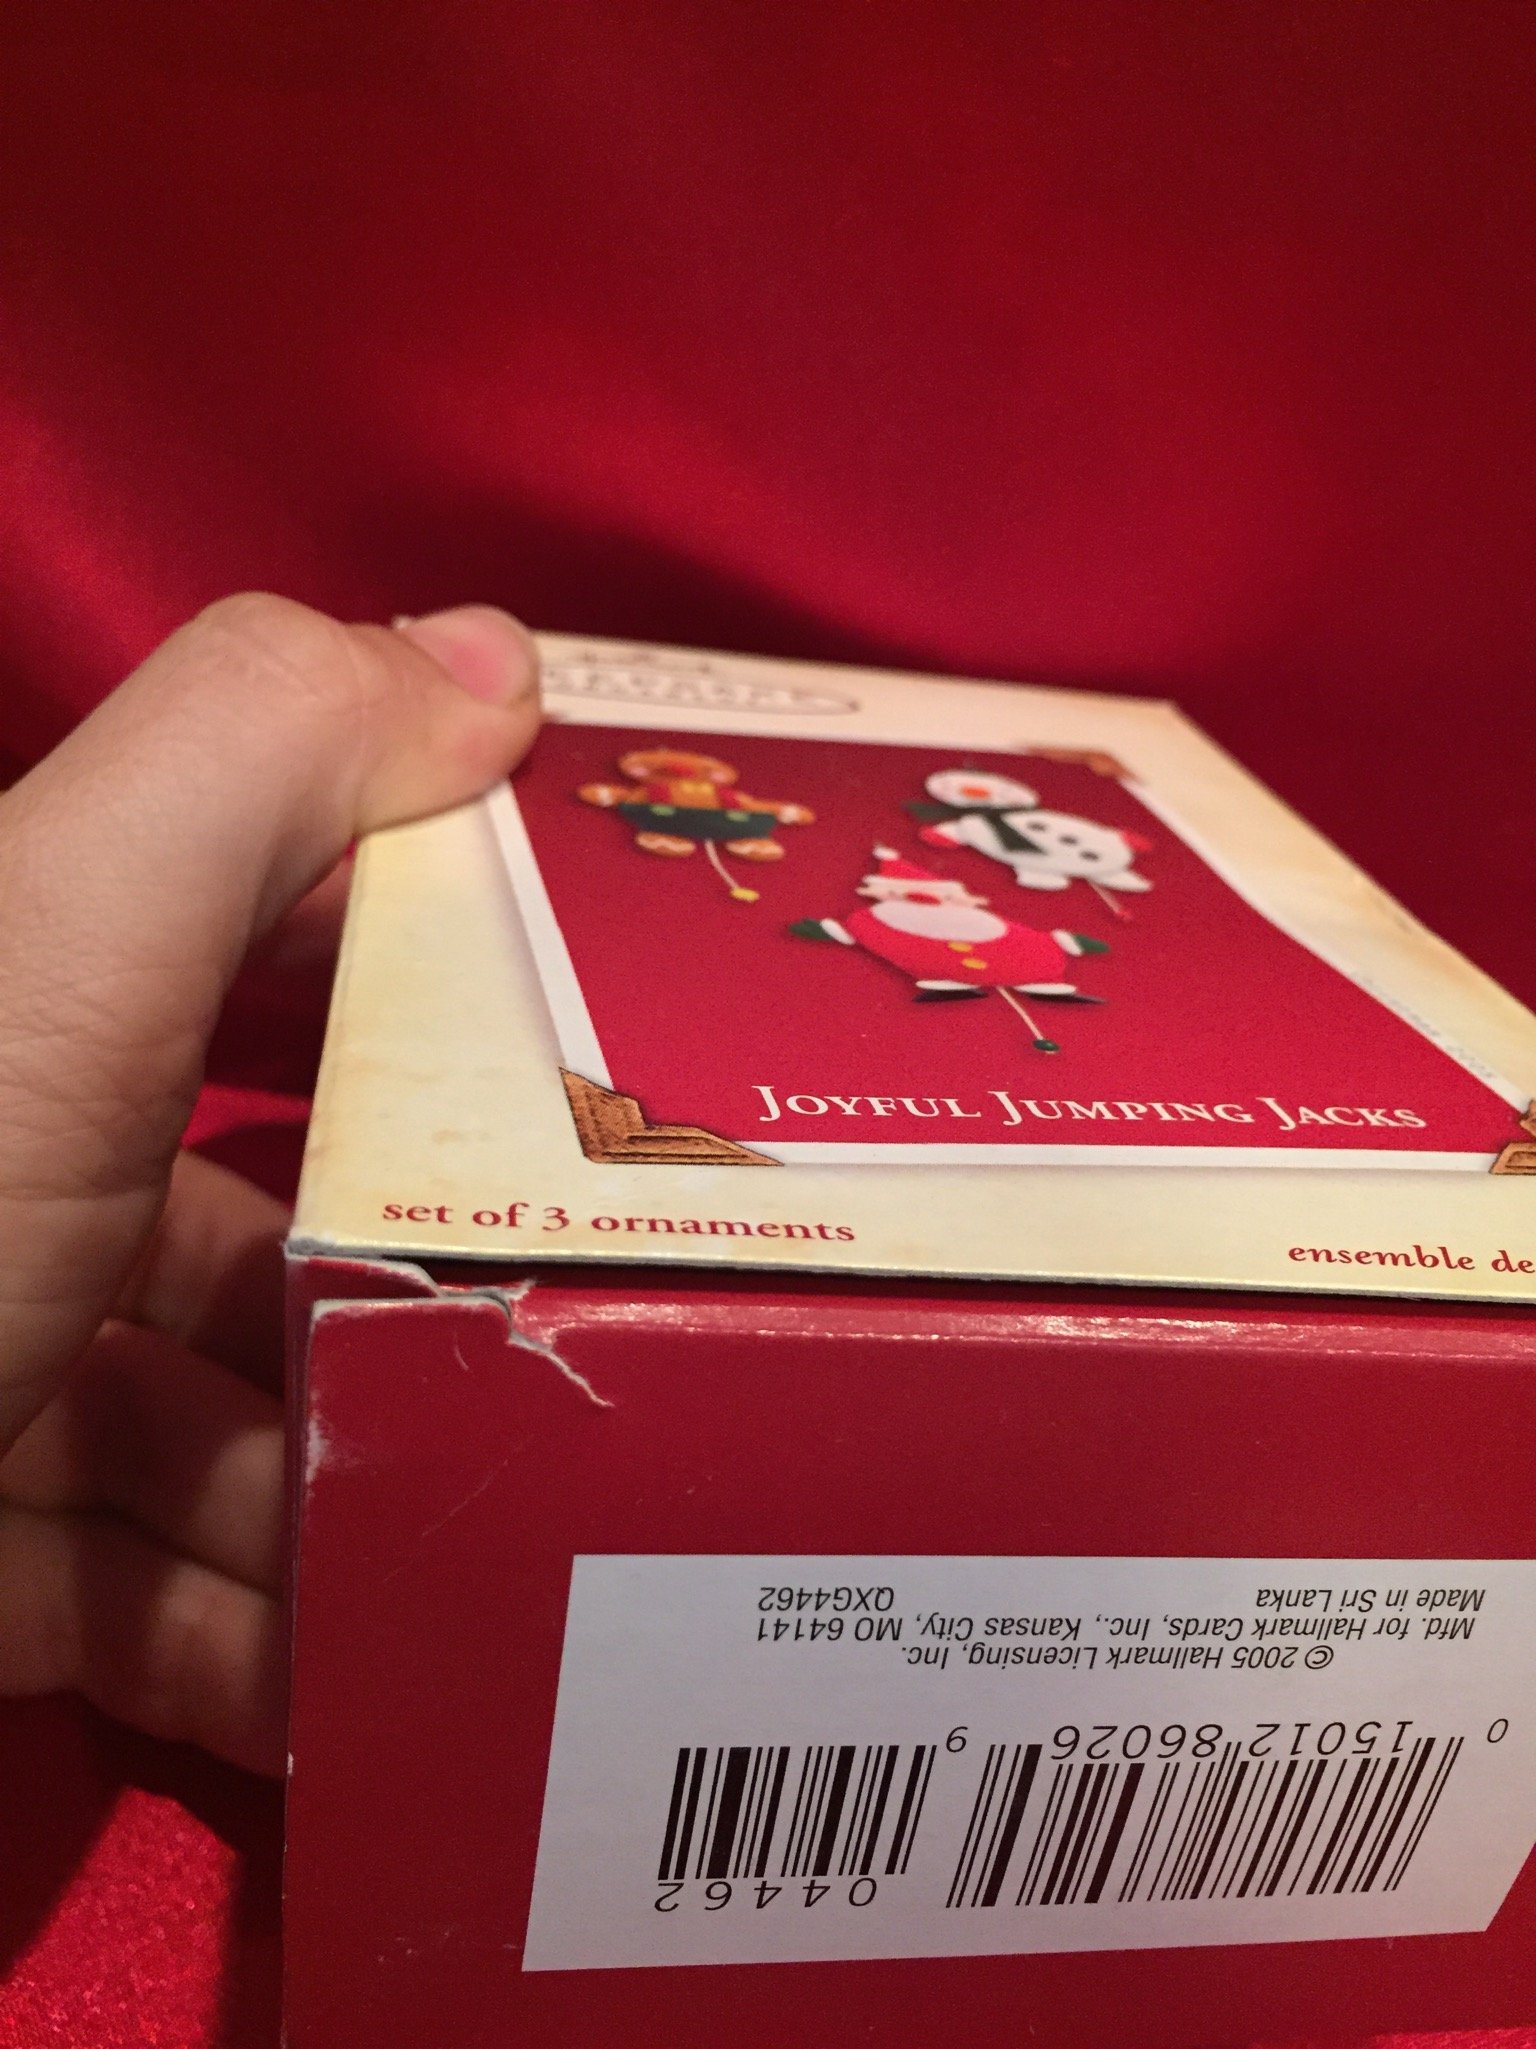 JOYFUL JUMPING JACKS
set of 3 ornaments
ensemble de
0 15012 86026 9
04462
© 2005 Hallmark Licensing, Inc.
Mfd. for Hallmark Cards, Inc., Kansas City, MO 64141
Made in Sri Lanka QXG4462